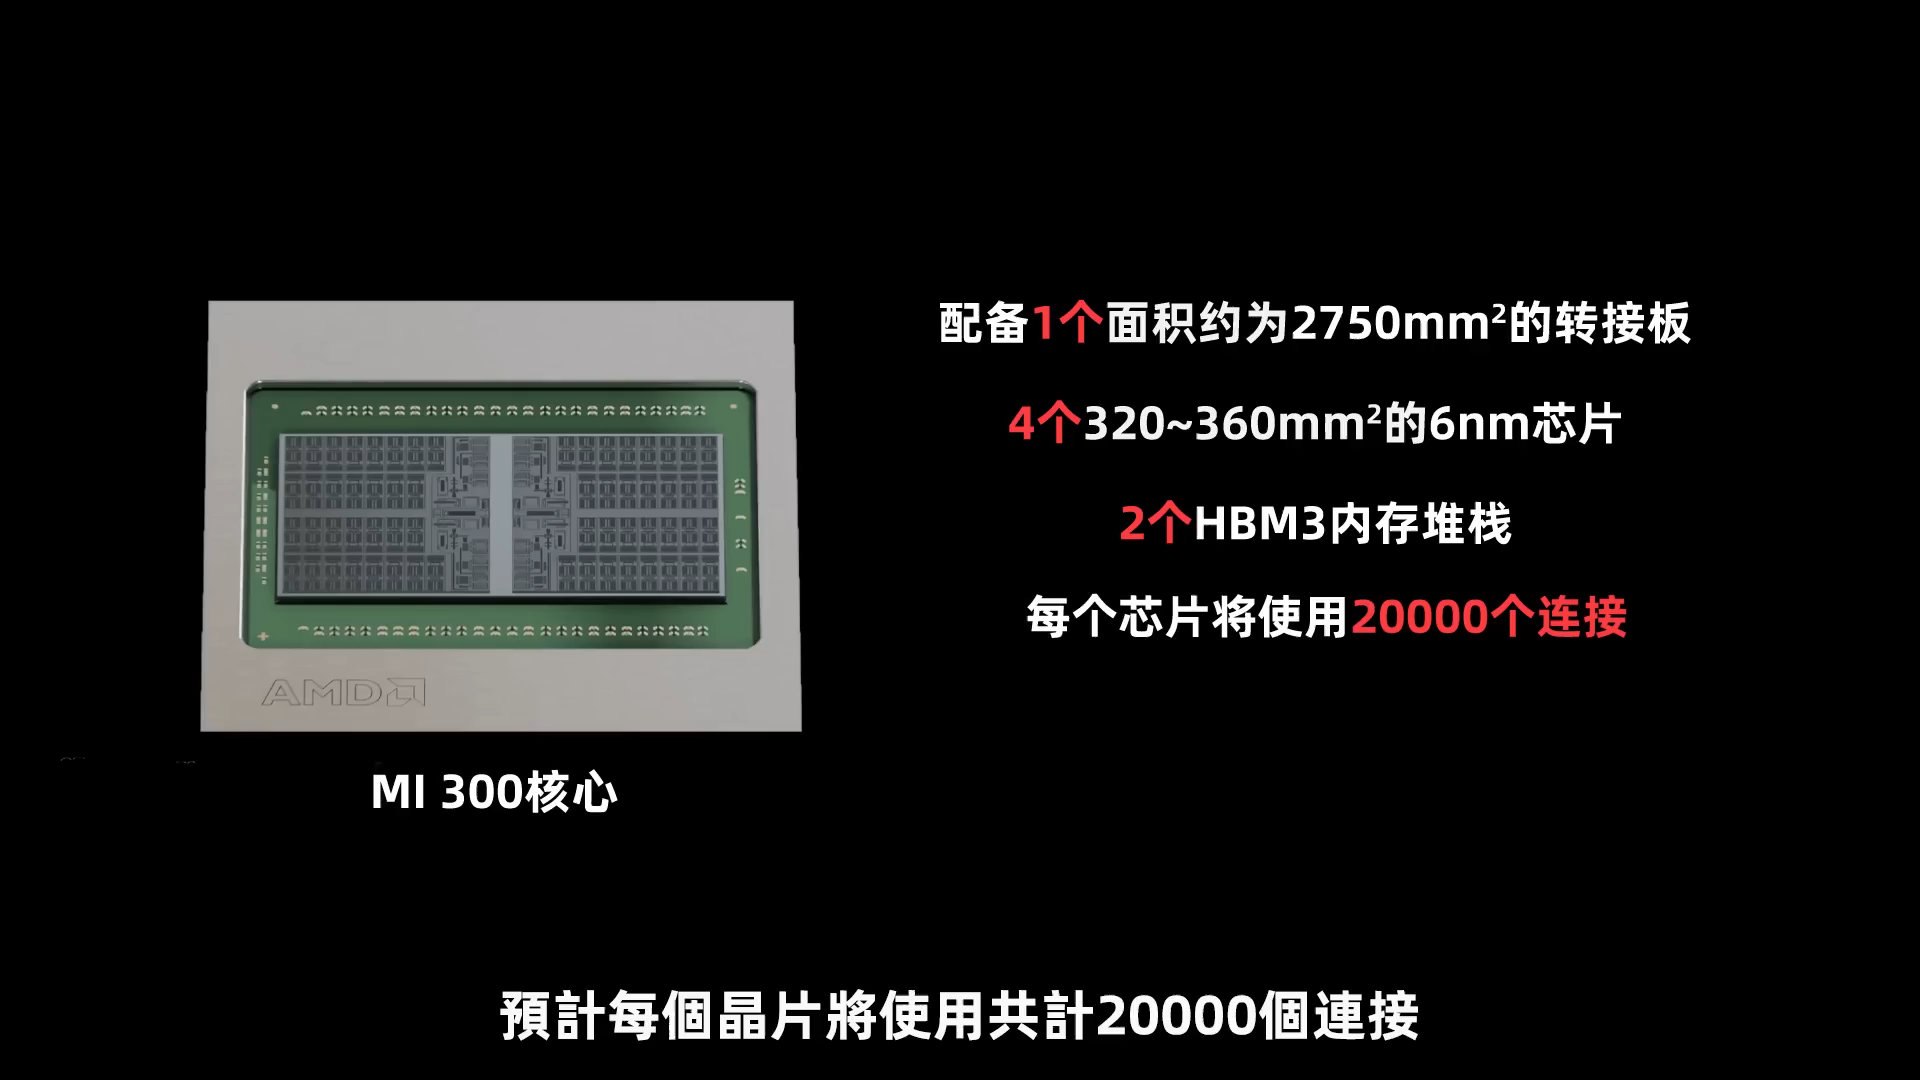 配备1个面积约为2750mm²的转接板
4个320~360mm²的6nm芯片
2个HBM3内存堆栈
每个芯片将使用20000个连接
AMD
MI 300核心
預計每個晶片將使用共計20000個連接